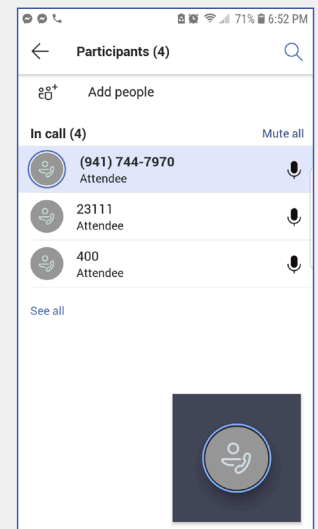 71% 6:52 PM
Participants (4)
Add people
In call (4) Mute all
(941) 744-7970
Attendee
23111
Attendee
400
Attendee
See all